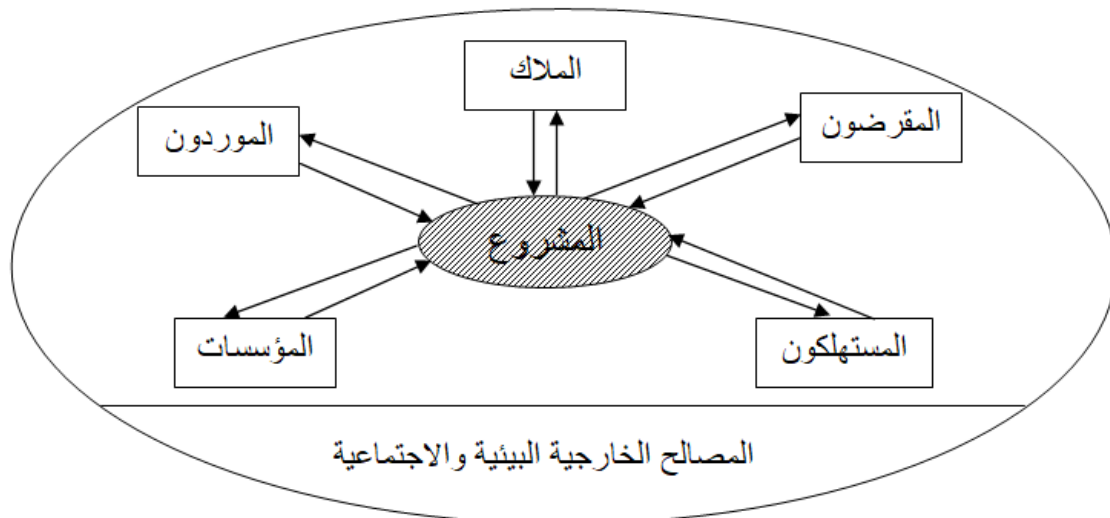 الملاك
المقرضون
الموردون
المشروع
المستهلكون
المؤسسات
المصالح الخارجية البيئية والاجتماعية